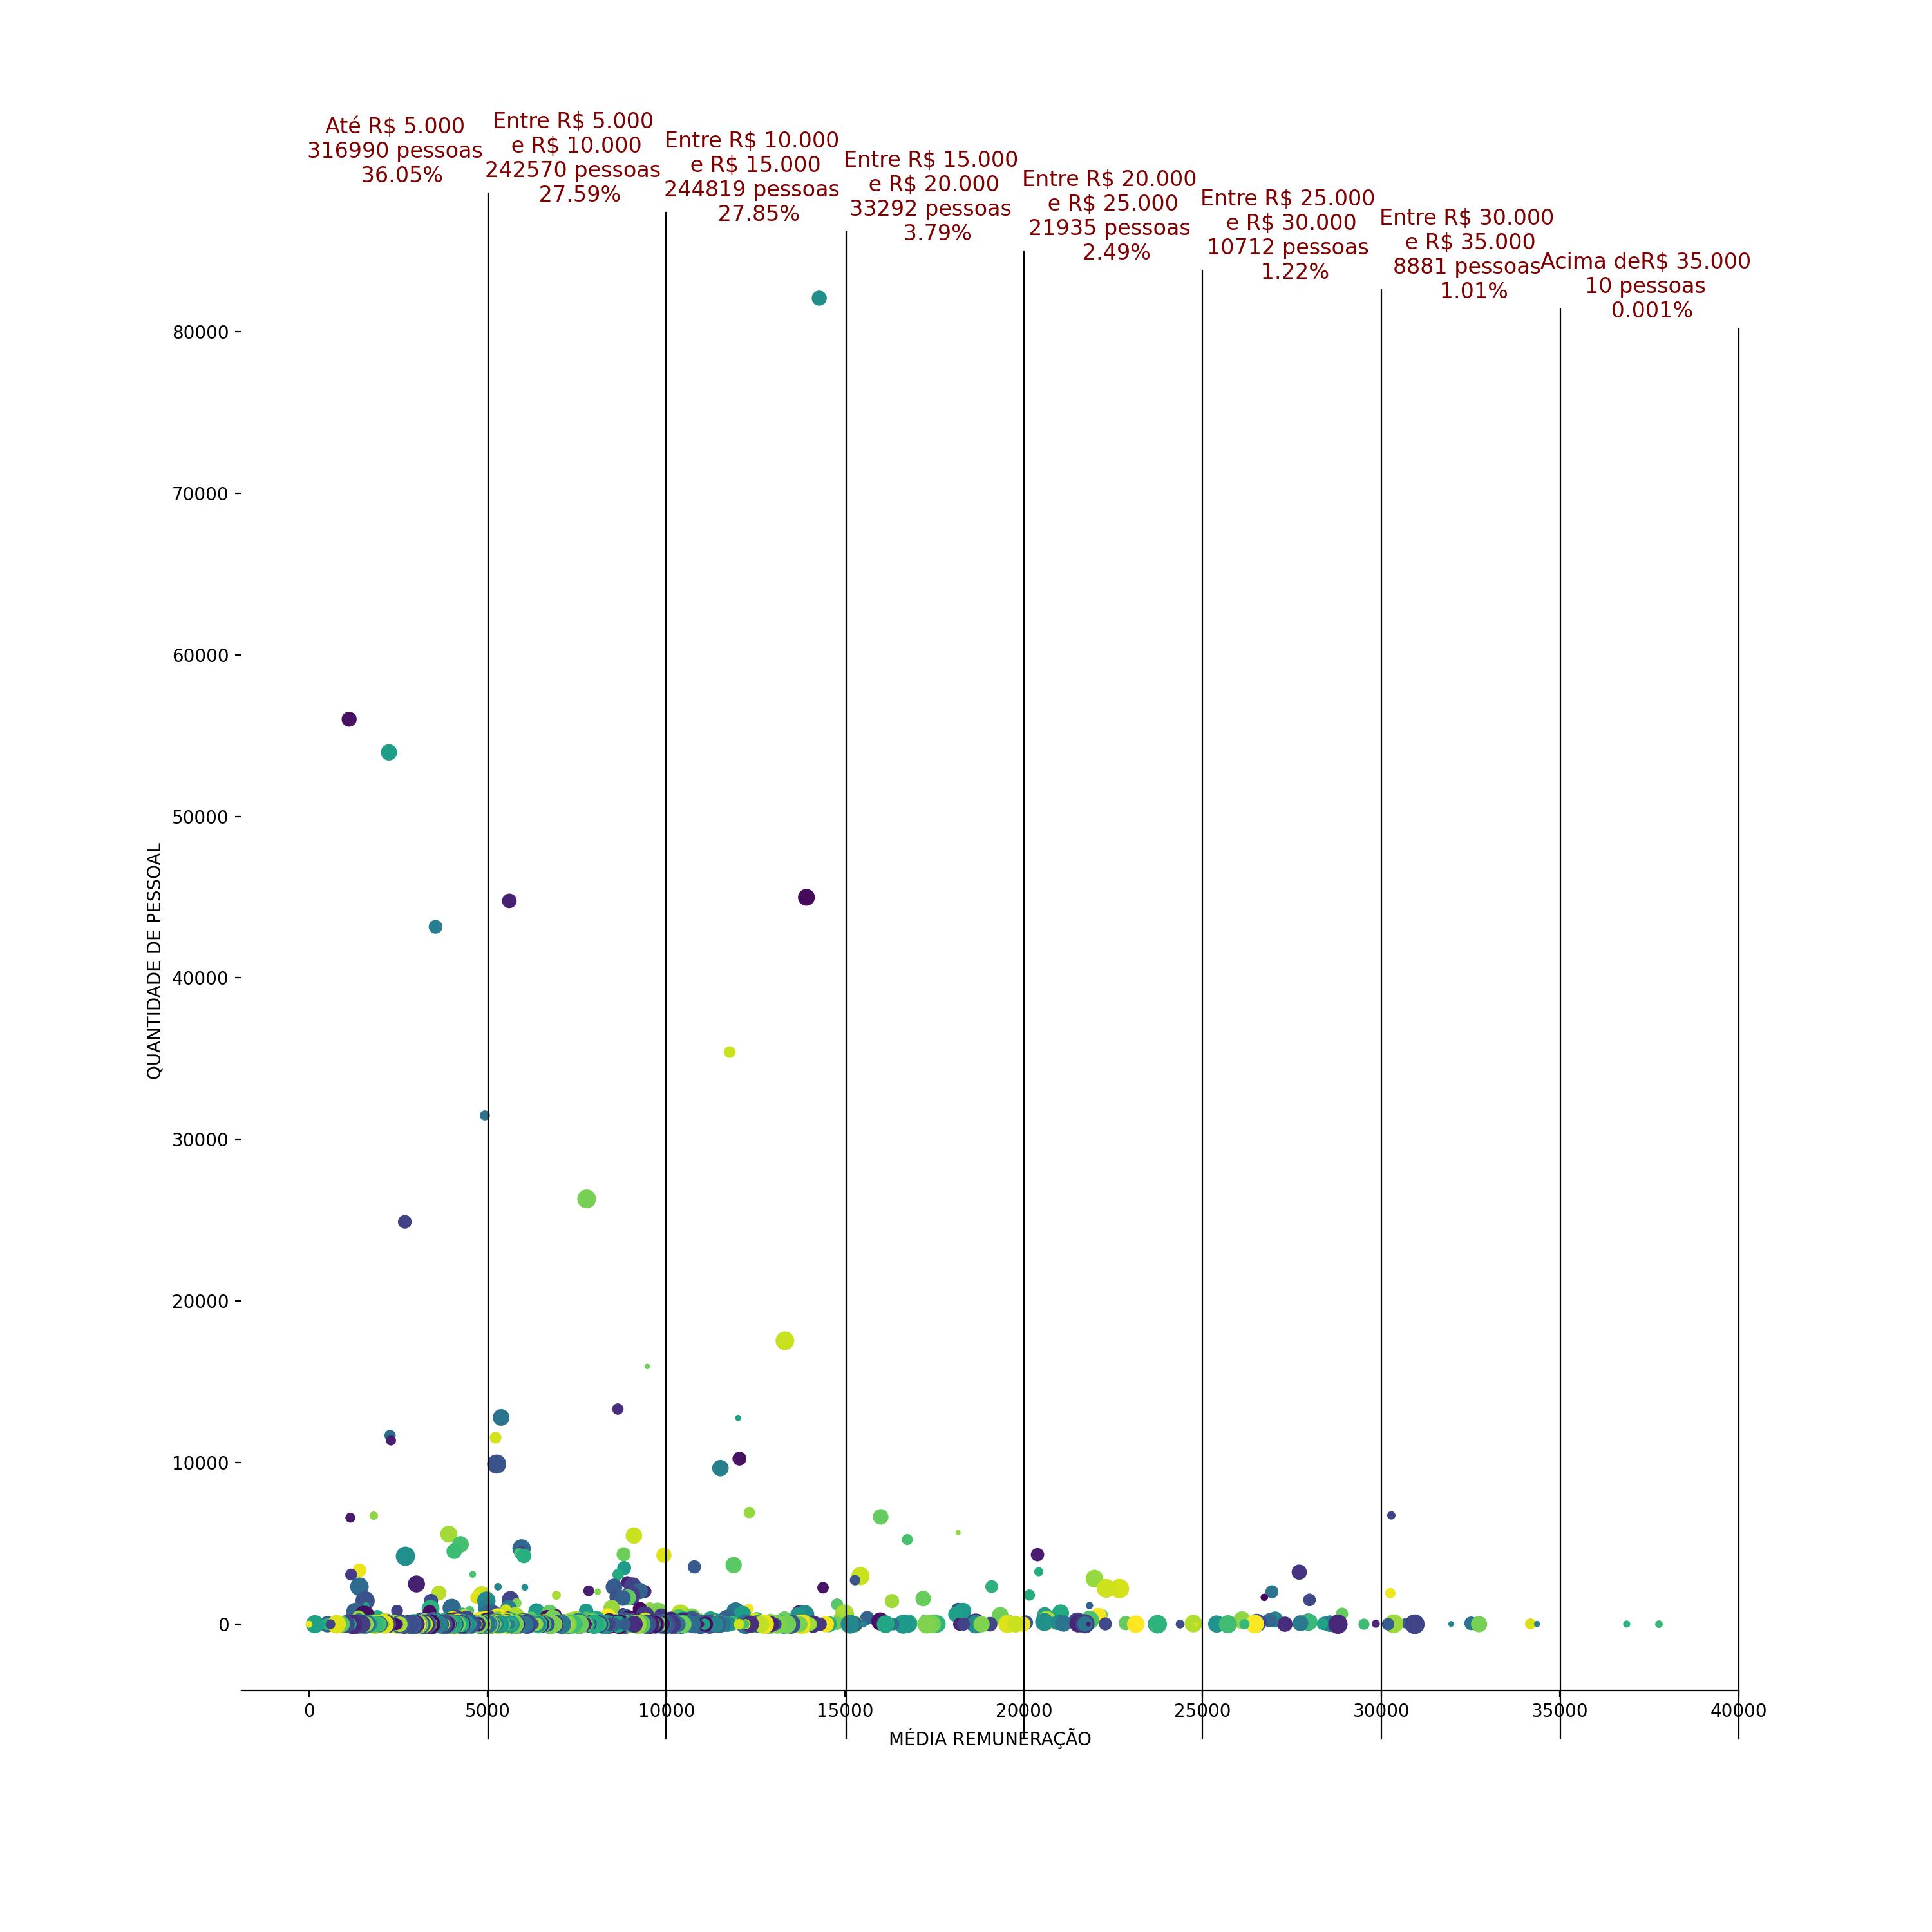 Até R$ 5.000
316990 pessoas
36.05%
Entre R$ 5.000
e R$ 10.000
242570 pessoas
27.59%
Entre R$ 10.000
e R$ 15.000
244819 pessoas
27.85%
Entre R$ 15.000
e R$ 20.000
33292 pessoas
3.79%
Entre R$ 20.000
e R$ 25.000
21935 pessoas
2.49%
Entre R$ 25.000
e R$ 30.000
10712 pessoas
1.22%
Entre R$ 30.000
e R$ 35.000
8881 pessoas
1.01%
Acima deR$ 35.000
10 pessoas
0.001%
80000
70000
60000
50000
40000
30000
20000
10000
0
QUANTIDADE DE PESSOAL
0 5000 10000 15000 20000 25000 30000 35000 40000
MÉDIA REMUNERAÇÃO